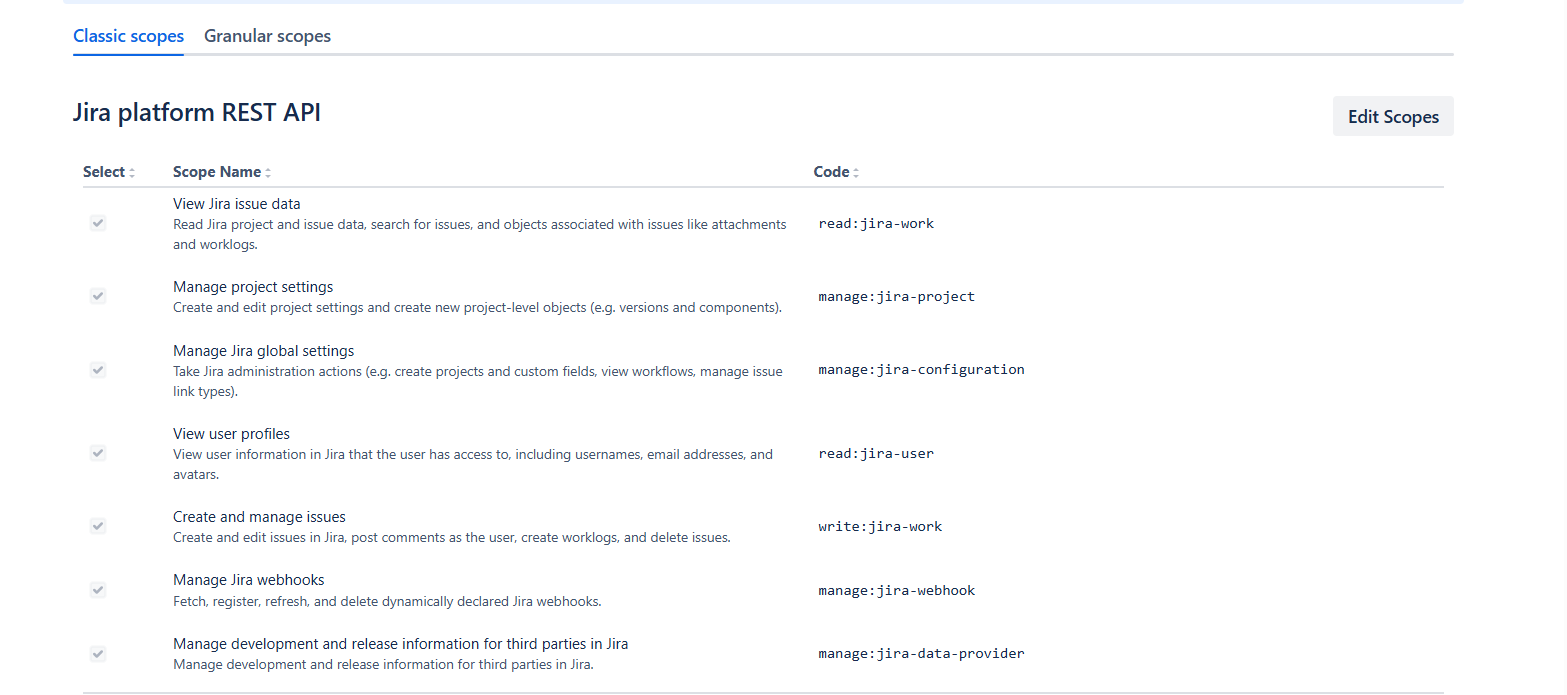 Classic scopes Granular scopes
Jira platform REST API
Edit Scopes
Select Scope Name Code
View Jira issue data
Read Jira project and issue data, search for issues, and objects associated with issues like attachments
and worklogs.
read:jira-work
Manage project settings
Create and edit project settings and create new project-level objects (e.g. versions and components).
manage:jira-project
Manage Jira global settings
Take Jira administration actions (e.g. create projects and custom fields, view workflows, manage issue
link types).
manage:jira-configuration
View user profiles
View user information in Jira that the user has access to, including usernames, email addresses, and
avatars.
read:jira-user
Create and manage issues
Create and edit issues in Jira, post comments as the user, create worklogs, and delete issues.
write:jira-work
Manage Jira webhooks
Fetch, register, refresh, and delete dynamically declared Jira webhooks.
manage:jira-webhook
Manage development and release information for third parties in Jira
Manage development and release information for third parties in Jira.
manage:jira-data-provider